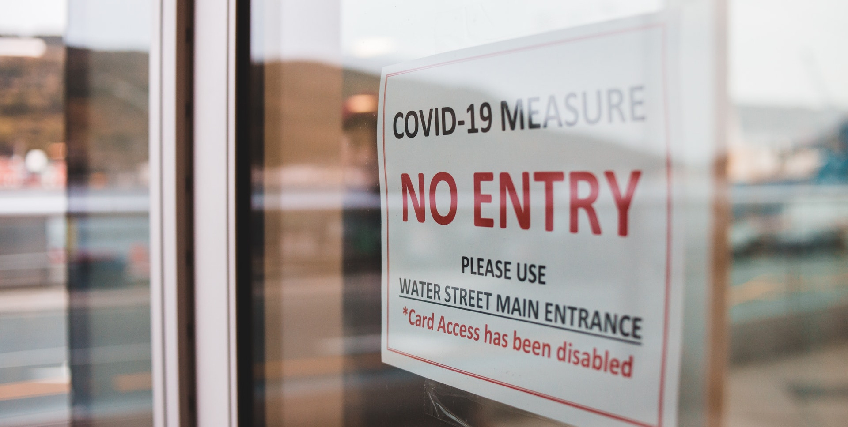 COVID-19 MEASURE
NO ENTRY
PLEASE USE
WATER STREET MAIN ENTRANCE
*Card Access has been disabled